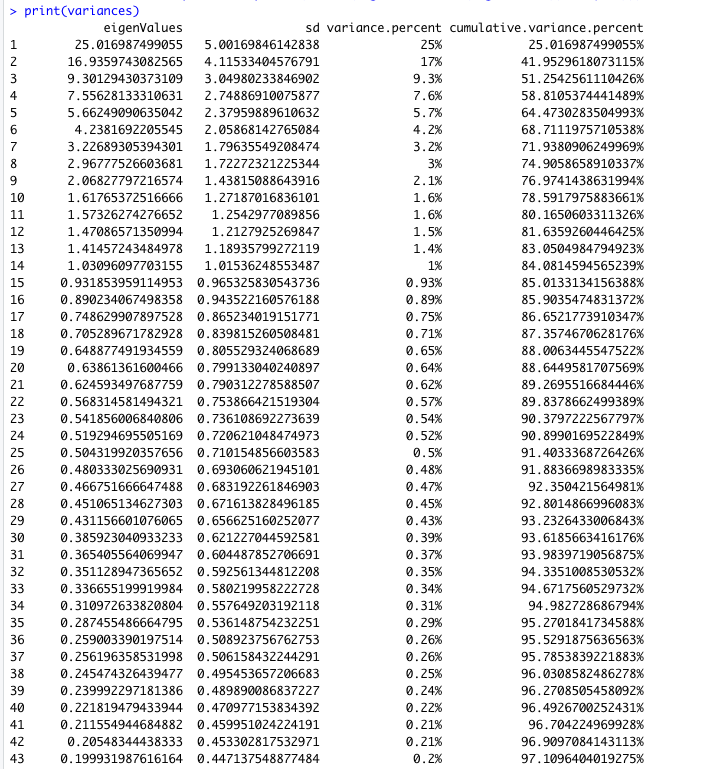 > print(variances)
eigenValues sd variance.percent cumulative.variance.percent
1 25.016987499055 5.00169846142838 25% 25.016987499055%
2 16.9359743082565 4.11533404576791 17% 41.9529618073115%
3 9.30129430373109 3.04980233846902 9.3% 51.2542561110426%
4 7.55628133310631 2.74886910075877 7.6% 58.8105374441489%
5 5.66249090635042 2.37959889610632 5.7% 64.4730283504993%
6 4.2381692205545 2.05868142765084 4.2% 68.7111975710538%
7 3.22689305394301 1.79635549208474 3.2% 71.9380906249969%
8 2.96777526603681 1.72272321225344 3% 74.9058658910337%
9 2.06827797216574 1.43815088643916 2.1% 76.9741438631994%
10 1.61765372516666 1.27187016836101 1.6% 78.5917975883661%
11 1.57326274276652 1.2542977089856 1.6% 80.1650603311326%
12 1.47086571350994 1.2127925269847 1.5% 81.6359260446425%
13 1.41457243484978 1.18935799272119 1.4% 83.0504984794923%
14 1.03096097703155 1.01536248553487 1% 84.0814594565239%
15 0.931853959114953 0.965325830543736 0.93% 85.0133134156388%
16 0.890234067498358 0.943522160576188 0.89% 85.9035474831372%
17 0.748629907897528 0.865234019151771 0.75% 86.6521773910347%
18 0.705289671782928 0.839815260508481 0.71% 87.3574670628176%
19 0.648877491934559 0.805529324068689 0.65% 88.0063445547522%
20 0.63861361600466 0.799133040240897 0.64% 88.6449581707569%
21 0.624593497687759 0.790312278588507 0.62% 89.2695516684446%
22 0.568314581494321 0.753866421519304 0.57% 89.8378662499389%
23 0.541856006840806 0.736108692273639 0.54% 90.3797222567797%
24 0.519294695505169 0.720621048474973 0.52% 90.8990169522849%
25 0.504319920357656 0.710154856603583 0.5% 91.4033368726426%
26 0.480333025690931 0.693060621945101 0.48% 91.8836698983335%
27 0.466751666647488 0.683192261846903 0.47% 92.350421564981%
28 0.451065134627303 0.671613828496185 0.45% 92.8014866996083%
29 0.431156601076065 0.656625160252077 0.43% 93.2326433006843%
30 0.385923040933233 0.621227044592581 0.39% 93.6185663416176%
31 0.365405564069947 0.604487852706691 0.37% 93.9839719056875%
32 0.351128947365652 0.592561344812208 0.35% 94.3351008530532%
33 0.336655199919984 0.580219958222728 0.34% 94.6717560529732%
34 0.310972633820804 0.557649203192118 0.31% 94.982728686794%
35 0.287455486664795 0.536148754232251 0.29% 95.2701841734588%
36 0.259003390197514 0.508923756762753 0.26% 95.5291875636563%
37 0.256196358531998 0.506158432244291 0.26% 95.7853839221883%
38 0.245474326439477 0.495453657206683 0.25% 96.0308582486278%
39 0.239992297181386 0.489890086837227 0.24% 96.2708505458092%
40 0.221819479433944 0.470977153834392 0.22% 96.4926700252431%
41 0.211554944684882 0.459951024224191 0.21% 96.704224969928%
42 0.20548344438333 0.453302817532971 0.21% 96.9097084143113%
43 0.199931987616164 0.447137548877484 0.2% 97.1096404019275%